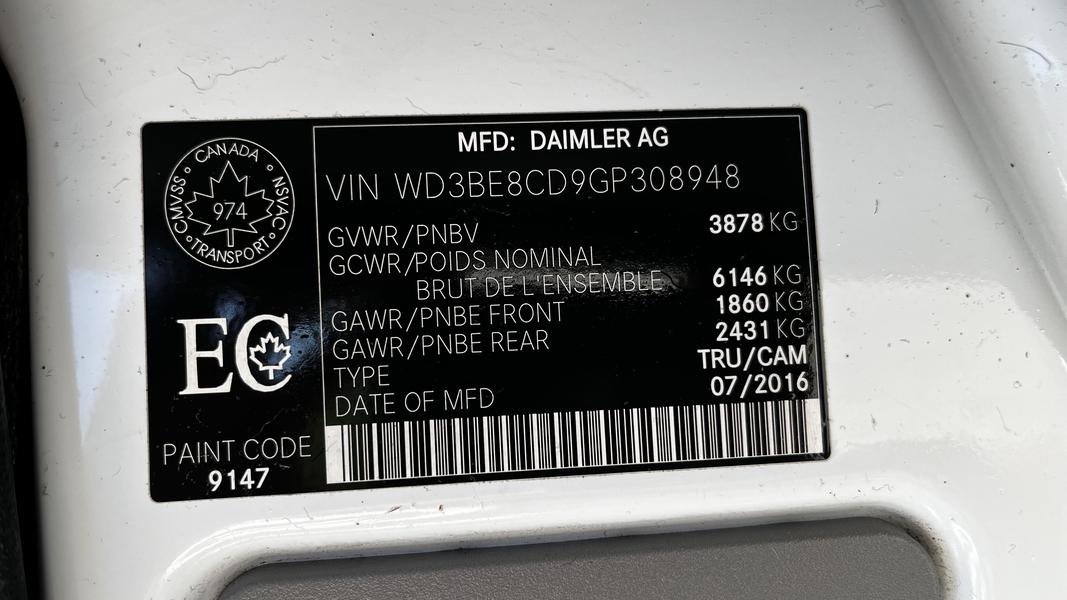 MFD: DAIMLER AG
VIN WD3BE8CD9GP308948
GVWR/PNBV 3878 KG
GCWR/POIDS NOMINAL
BRUT DE L'ENSEMBLE 6146 KG
GAWR/PNBE FRONT 1860 KG
GAWR/PNBE REAR 2431 KG
TYPE TRU/CAM
DATE OF MFD 07/2016
CANADA
CMVSS
974
NSVAC
TRANSPORT
EC
PAINT CODE
9147